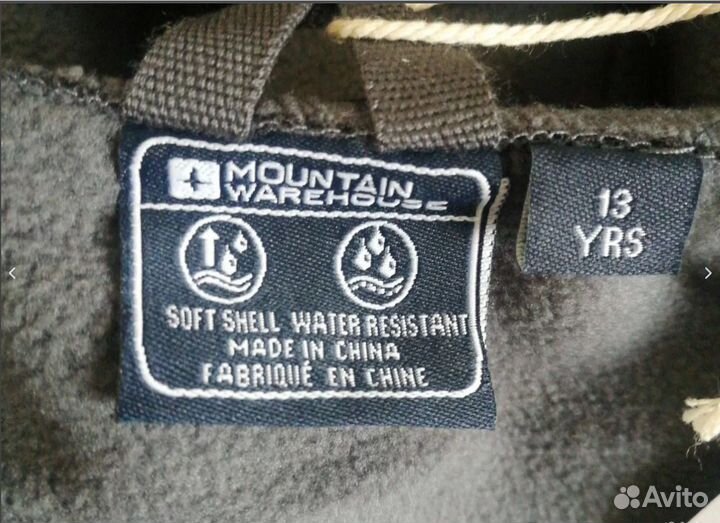 MOUNTAIN
WAREHOUSE
SOFT SHELL WATER RESISTANT
MADE IN CHINA
FABRIQUÉ EN CHINE
13
YRS
Avito